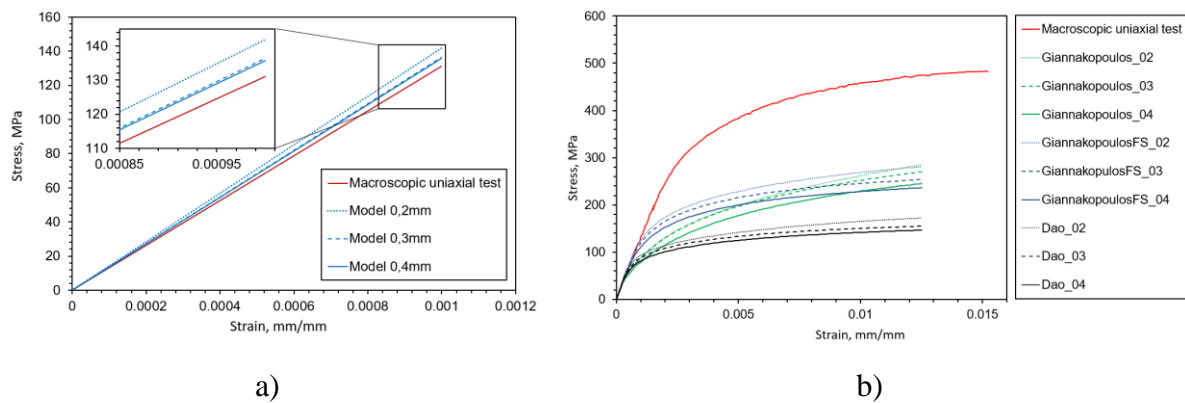 160
140
120
100
80
60
40
20
0
Stress, MPa
140
130
120
110
0.00085
0.00095
Macroscopic uniaxial test
Model 0,2mm
Model 0,3mm
Model 0,4mm
0
0.0002
0.0004
0.0006
0.0008
0.001
0.0012
Strain, mm/mm
a)
600
500
400
300
200
100
0
Stress, MPa
0
0.005
0.01
0.015
Strain, mm/mm
Macroscopic uniaxial test
Giannakopoulos_02
Giannakopoulos_03
Giannakopoulos_04
GiannakopoulosFS_02
GiannakopulosFS_03
GiannakopoulosFS_04
Dao_02
Dao_03
Dao_04
b)